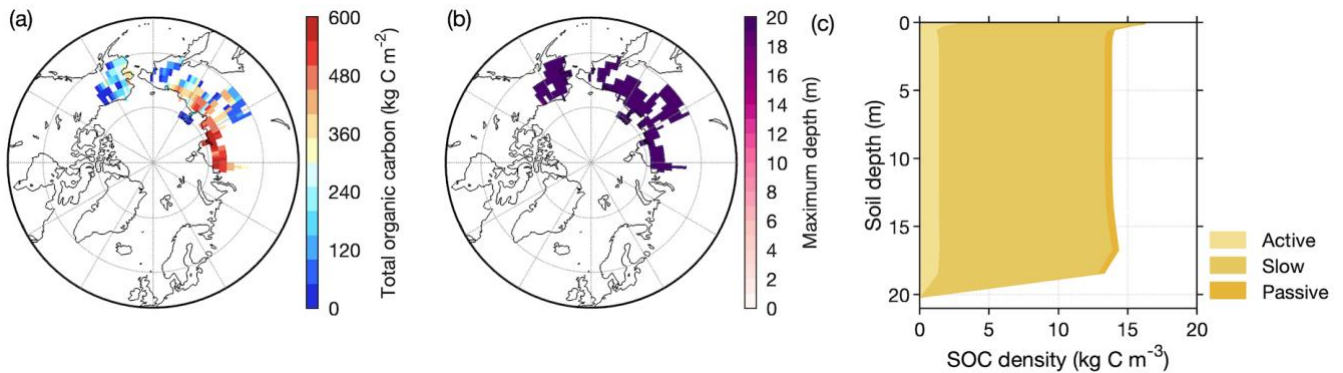 (a)
600
480
360
240
120
0
Total organic carbon (kg C m⁻²)
(b)
20
18
16
14
12
10
8
6
4
2
0
Maximum depth (m)
(c)
0
5
10
15
20
Soil depth (m)
0 5 10 15 20
SOC density (kg C m⁻³)
Active
Slow
Passive